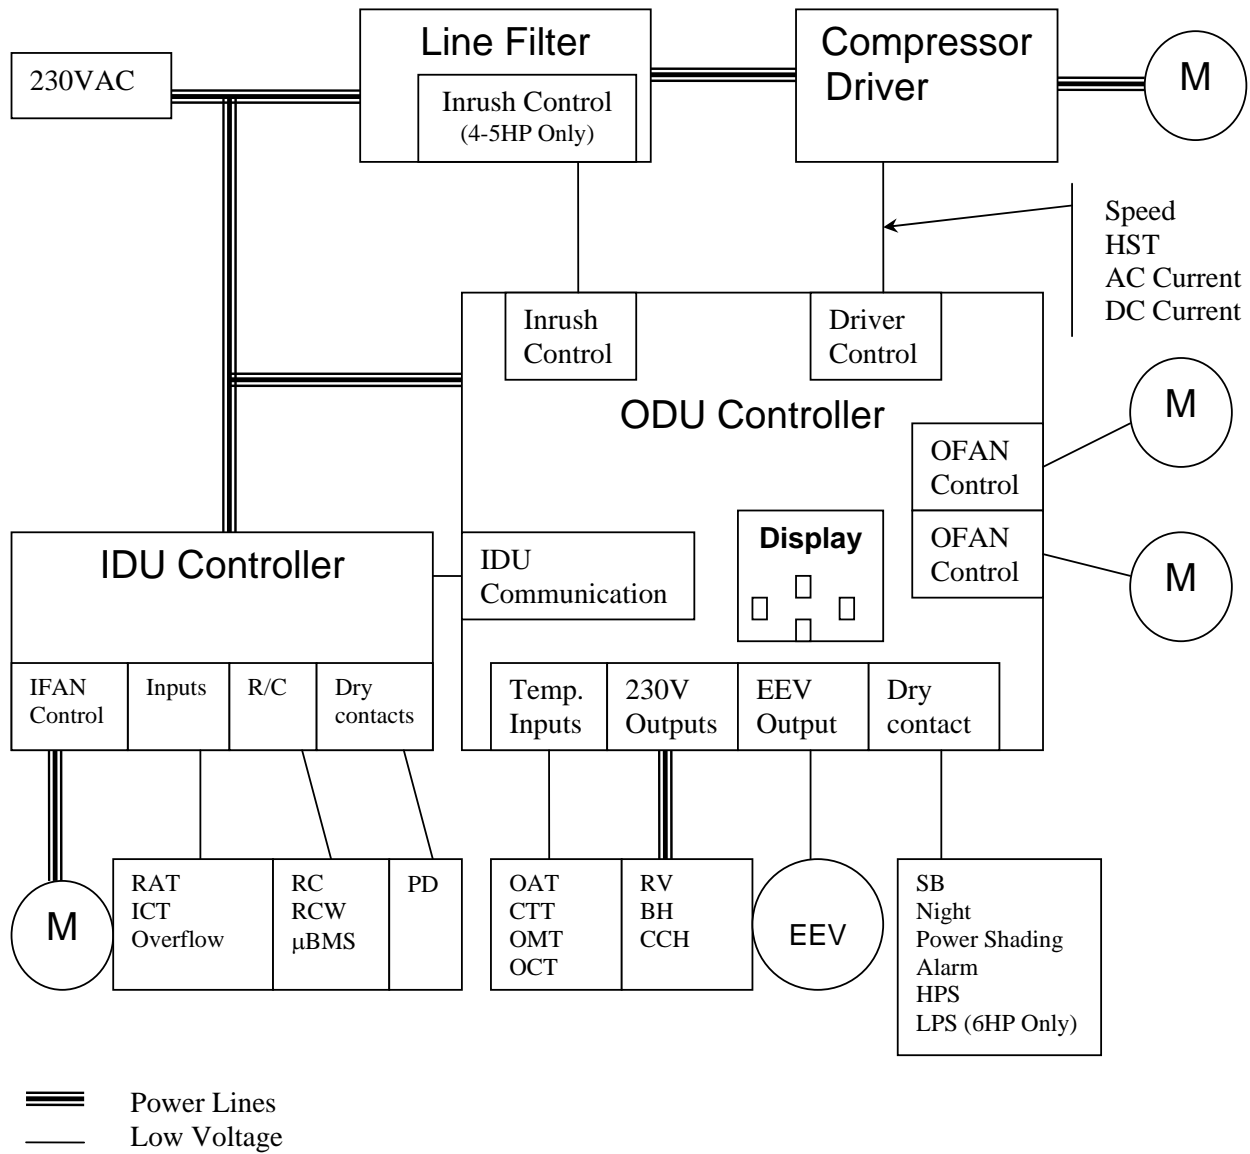 230VAC
Line Filter
Inrush Control
(4-5HP Only)
Compressor
Driver
M
Speed
HST
AC Current
DC Current
Inrush
Control
Driver
Control
ODU Controller
OFAN
Control
M
OFAN
Control
M
Display
IDU Controller
IDU
Communication
IFAN
Control
Inputs
R/C
Dry
contacts
Temp.
Inputs
230V
Outputs
EEV
Output
Dry
contact
M
RAT
ICT
Overflow
RC
RCW
μBMS
PD
OAT
CTT
OMT
OCT
RV
BH
CCH
EEV
SB
Night
Power Shading
Alarm
HPS
LPS (6HP Only)
Power Lines
Low Voltage